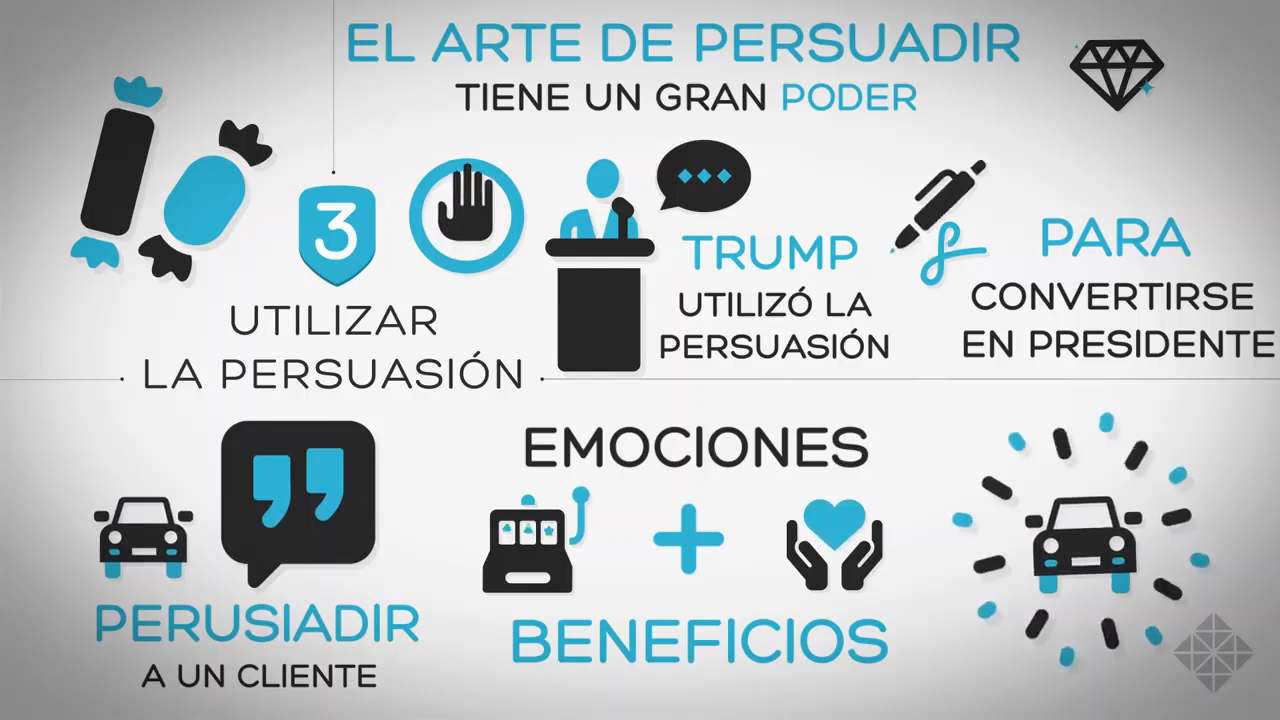 EL ARTE DE PERSUADIR
TIENE UN GRAN PODER
3
UTILIZAR
LA PERSUASIÓN
TRUMP
UTILIZÓ LA
PERSUASIÓN
PARA
CONVERTIRSE
EN PRESIDENTE
PERUSIADIR
A UN CLIENTE
EMOCIONES
BENEFICIOS